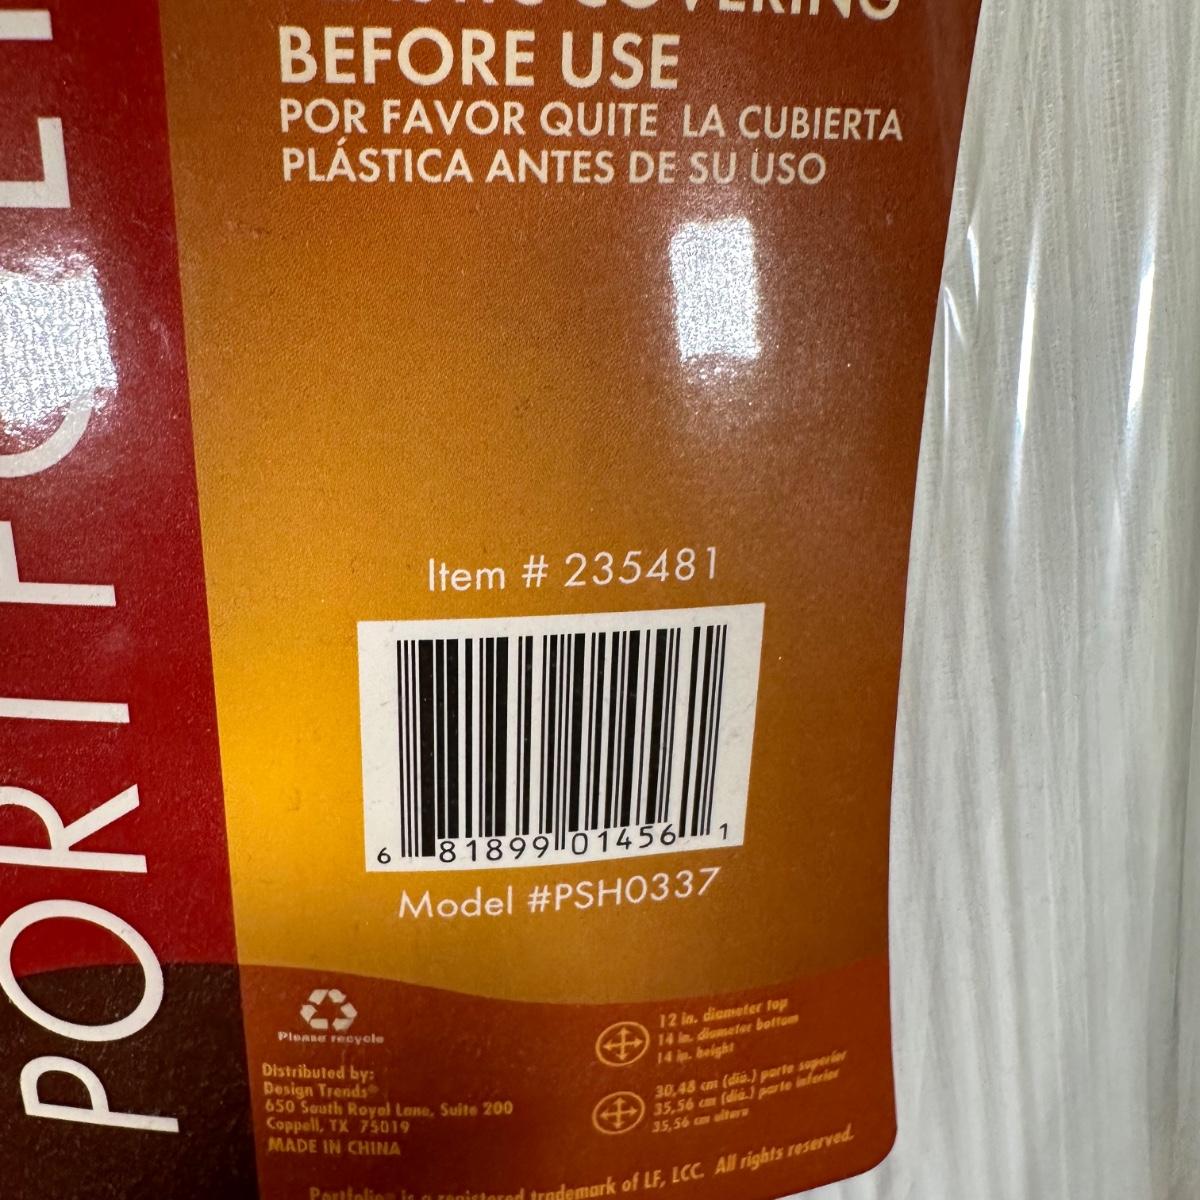 COVERING
BEFORE USE
POR FAVOR QUITE LA CUBIERTA
PLÁSTICA ANTES DE SU USO
PORTFOLI
Item # 235481
6 81899 01456 1
Model #PSH0337
Please recycle
Distributed by:
Design Trends®
650 South Royal Lane, Suite 200
Coppell, TX 75019
MADE IN CHINA
12 in. diameter top
14 in. diameter bottom
14 in. height
30,48 cm (diá.) parte superior
35,56 cm (diá.) parte inferior
35,56 cm altura
Portfolio® is a registered trademark of LF, LCC. All rights reserved.